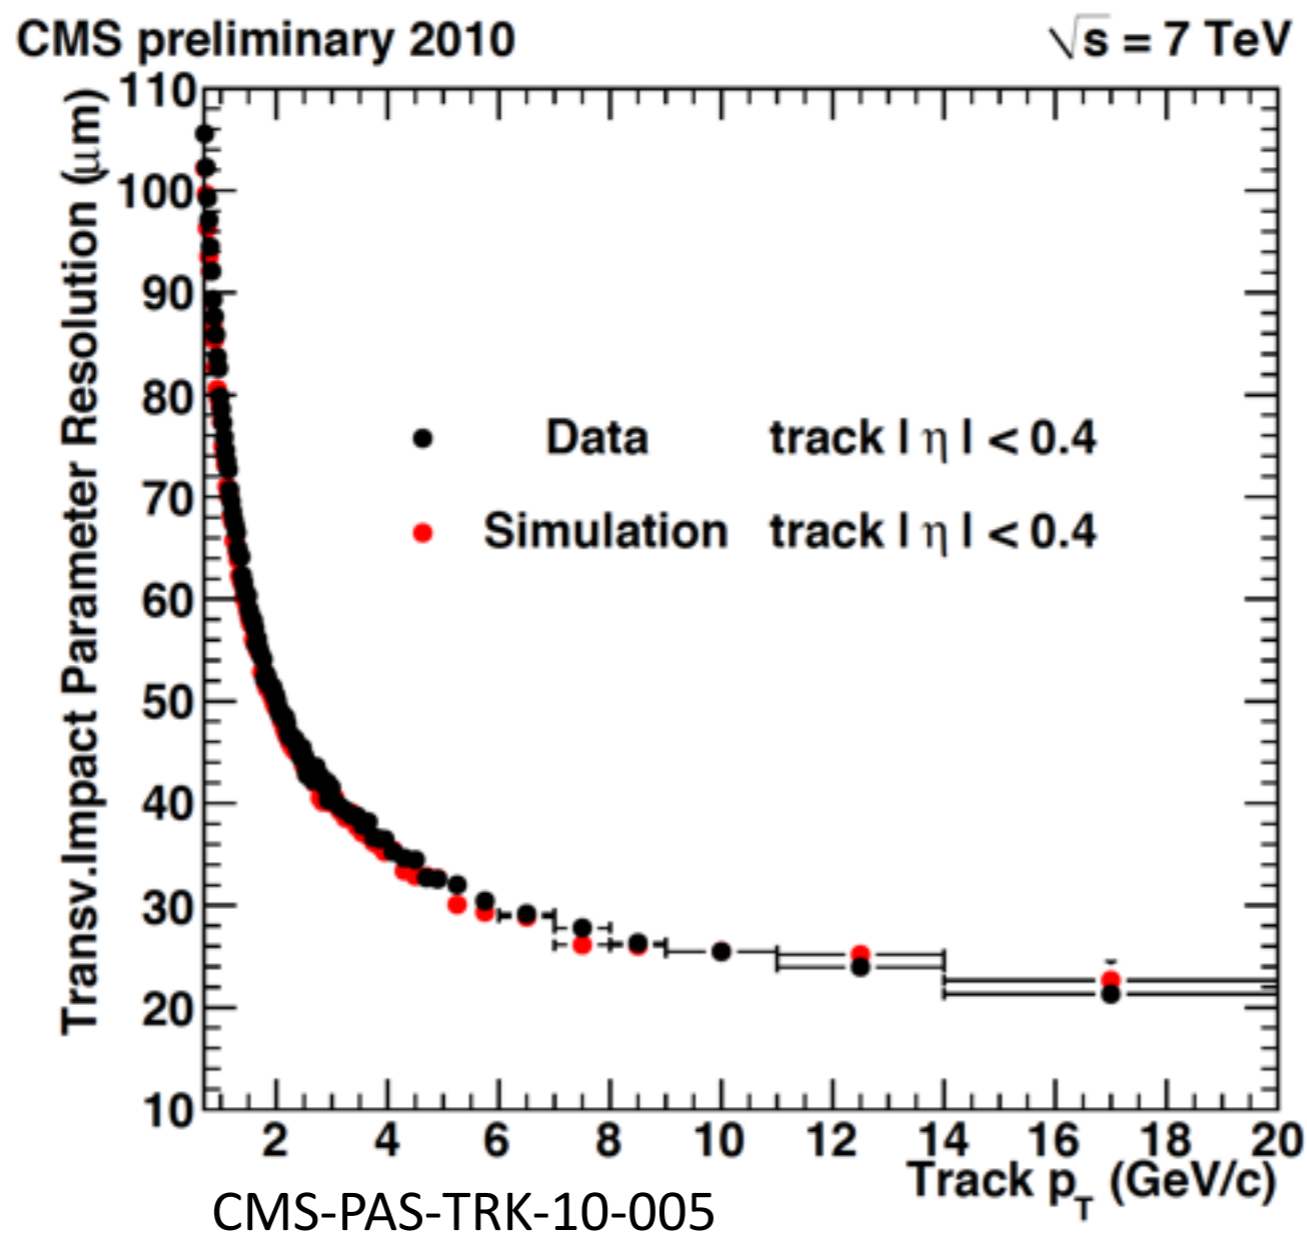 CMS preliminary 2010 √s = 7 TeV
Transv.Impact Parameter Resolution (μm)
110
100
90
80
70
60
50
40
30
20
10
Data track | η | < 0.4
Simulation track | η | < 0.4
2 4 6 8 10 12 14 16 18 20
Track pT (GeV/c)
CMS-PAS-TRK-10-005